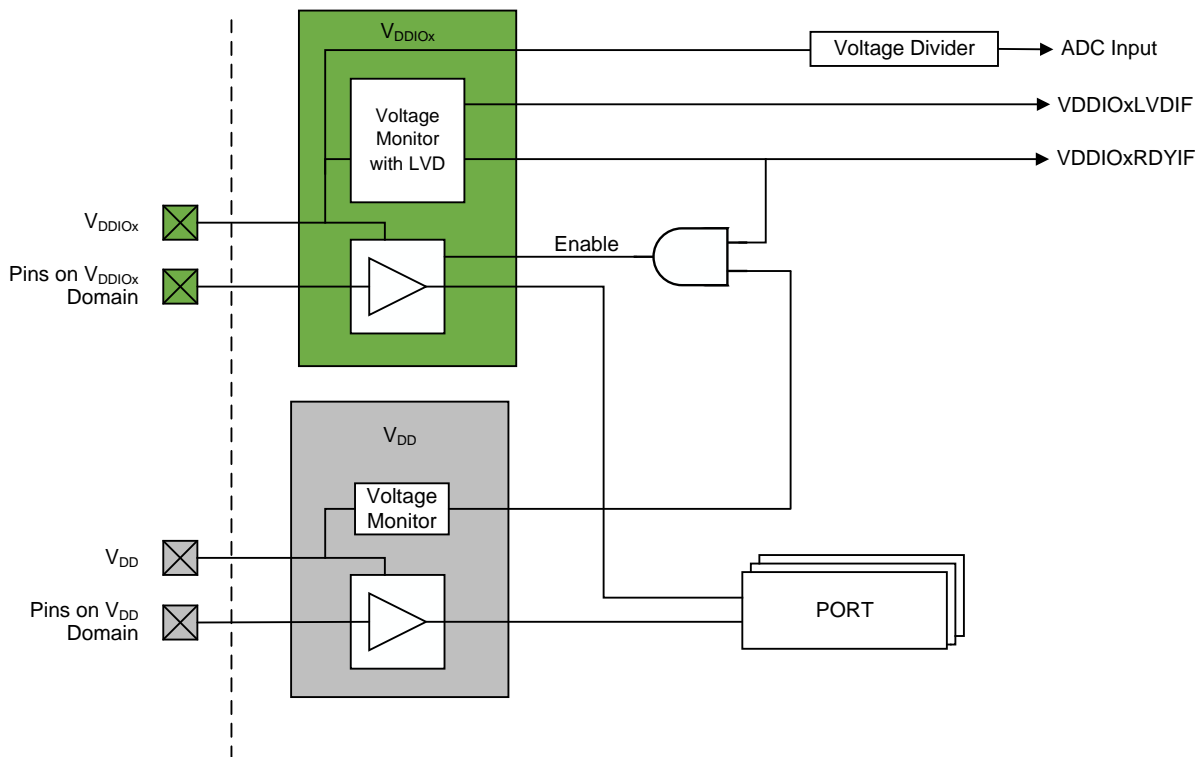 VDDIOx
Voltage Divider
ADC Input
Voltage
Monitor
with LVD
VDDIOxLVDIF
VDDIOxRDYIF
VDDIOx
Enable
Pins on VDDIOx
Domain
VDD
Voltage
Monitor
VDD
Pins on VDD
Domain
PORT